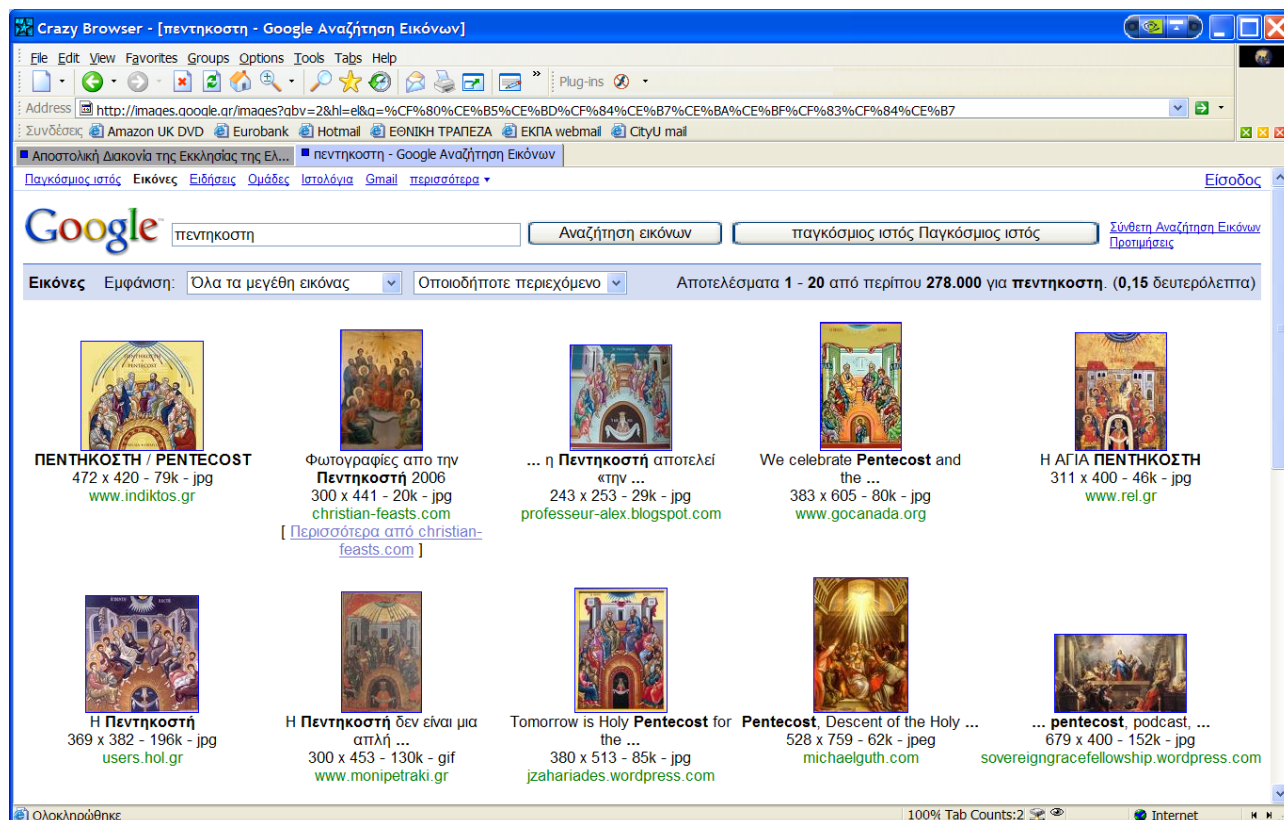 Crazy Browser - [πεντηκοστη - Google Αναζήτηση Εικόνων]
File Edit View Favorites Groups Options Tools Tabs Help
Plug-ins
Address http://images.google.gr/images?gbv=2&hl=el&q=%CF%80%CE%B5%CE%BD%CF%84%CE%B7%CE%BA%CE%BF%CF%83%CF%84%CE%B7
Συνδέσεις Amazon UK DVD Eurobank Hotmail ΕΘΝΙΚΗ ΤΡΑΠΕΖΑ ΕΚΠΑ webmail CityU mail
Αποστολική Διακονία της Εκκλησίας της Ελ... πεντηκοστη - Google Αναζήτηση Εικόνων
Παγκόσμιος ιστός Εικόνες Ειδήσεις Ομάδες Ιστολόγια Gmail περισσότερα Είσοδος
Google πεντηκοστη Αναζήτηση εικόνων παγκόσμιος ιστός Παγκόσμιος ιστός Σύνθετη Αναζήτηση Εικόνων
Προτιμήσεις
Εικόνες Εμφάνιση: Όλα τα μεγέθη εικόνας Οποιοδήποτε περιεχόμενο Αποτελέσματα 1 - 20 από περίπου 278.000 για πεντηκοστη. (0,15 δευτερόλεπτα)
ΠΕΝΤΗΚΟΣΤΗ
PENTECOST
ΠΕΝΤΗΚΟΣΤΗ / PENTECOST
472 x 420 - 79k - jpg
www.indiktos.gr
Φωτογραφίες απο την
Πεντηκοστή 2006
300 x 441 - 20k - jpg
christian-feasts.com
[ Περισσότερα από christian-
feasts.com ]
... η Πεντηκοστή αποτελεί
«την ...
243 x 253 - 29k - jpg
professeur-alex.blogspot.com
We celebrate Pentecost and
the ...
383 x 605 - 80k - jpg
www.gocanada.org
Η ΑΓΙΑ ΠΕΝΤΗΚΟΣΤΗ
311 x 400 - 46k - jpg
www.rel.gr
Η Πεντηκοστή
369 x 382 - 196k - jpg
users.hol.gr
Η Πεντηκοστή δεν είναι μια
απλή ...
300 x 453 - 130k - gif
www.monipetraki.gr
Tomorrow is Holy Pentecost for
the ...
380 x 513 - 85k - jpg
jzahariades.wordpress.com
Pentecost, Descent of the Holy ...
528 x 759 - 62k - jpeg
michaelguth.com
... pentecost, podcast, ...
679 x 400 - 152k - jpg
sovereigngracefellowship.wordpress.com
Ολοκληρώθηκε 100% Tab Counts:2 Internet